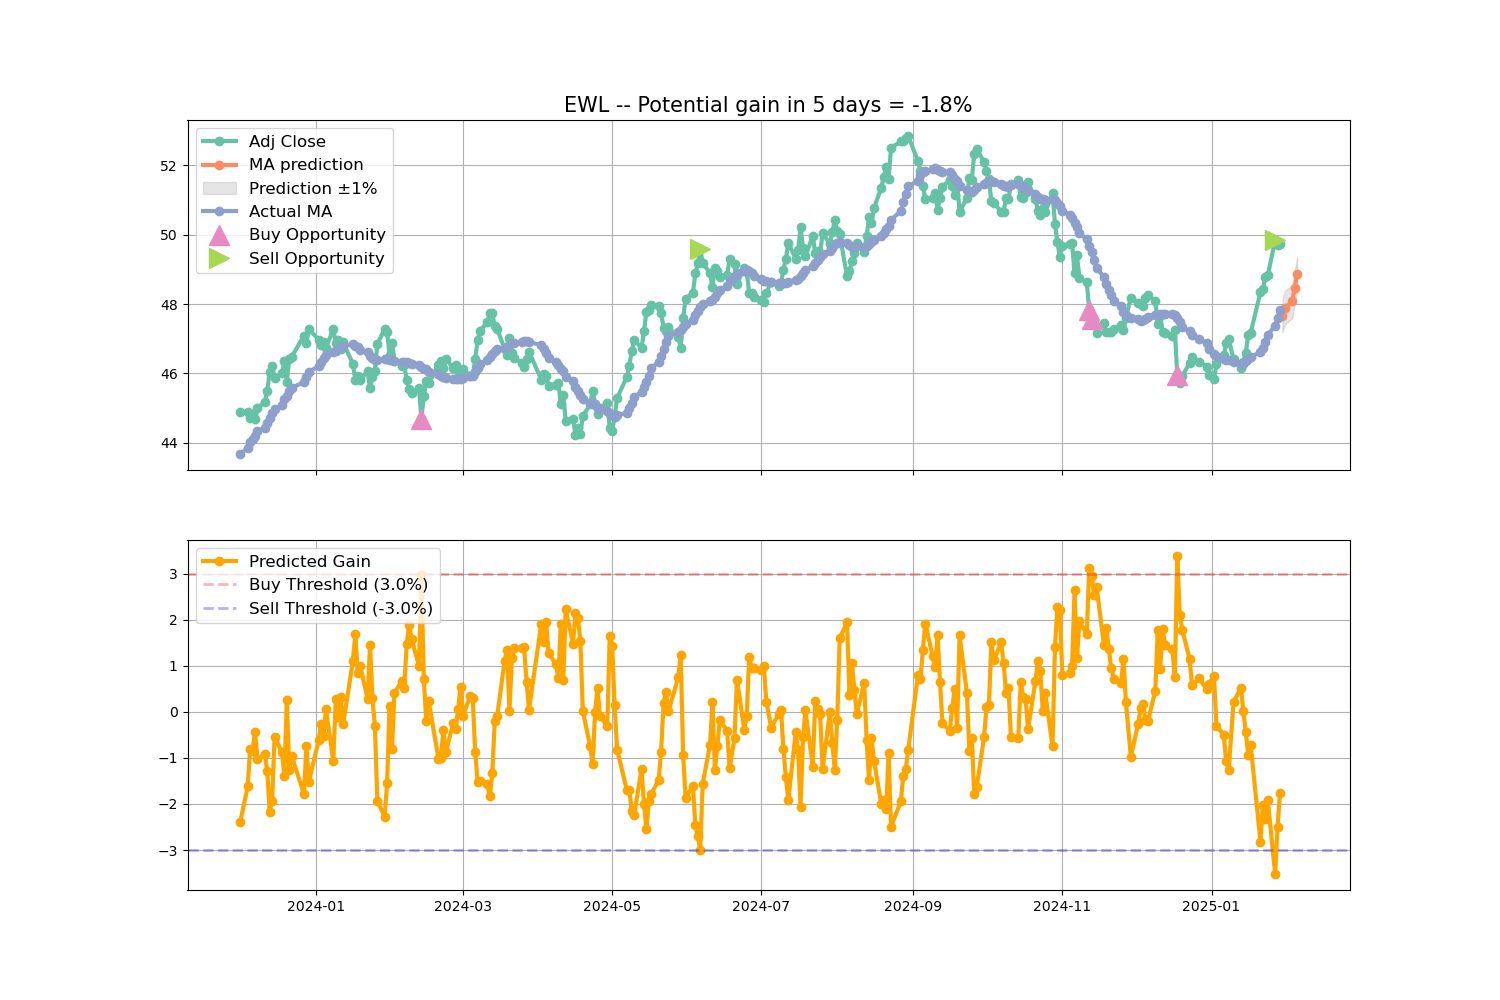 EWL -- Potential gain in 5 days = -1.8%
Adj Close
MA prediction
Prediction ±1%
Actual MA
Buy Opportunity
Sell Opportunity
52
50
48
46
44
Predicted Gain
Buy Threshold (3.0%)
Sell Threshold (-3.0%)
3
2
1
0
−1
−2
−3
2024-01 2024-03 2024-05 2024-07 2024-09 2024-11 2025-01